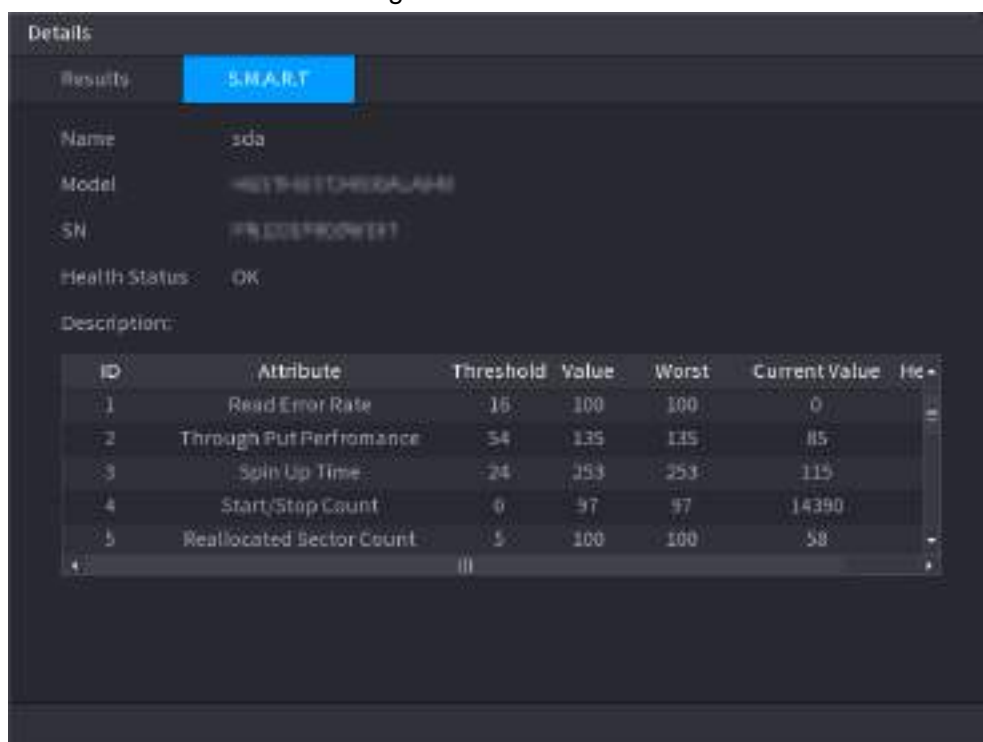 Details
Results S.M.A.R.T
Name sda
Model
SN
Health Status OK
Description:
ID Attribute Threshold Value Worst Current Value He
1 Read Error Rate 16 100 100 0
2 Through Put Perfromance 54 135 135 85
3 Spin Up Time 24 253 253 115
4 Start/Stop Count 0 97 97 14390
5 Reallocated Sector Count 5 100 100 58